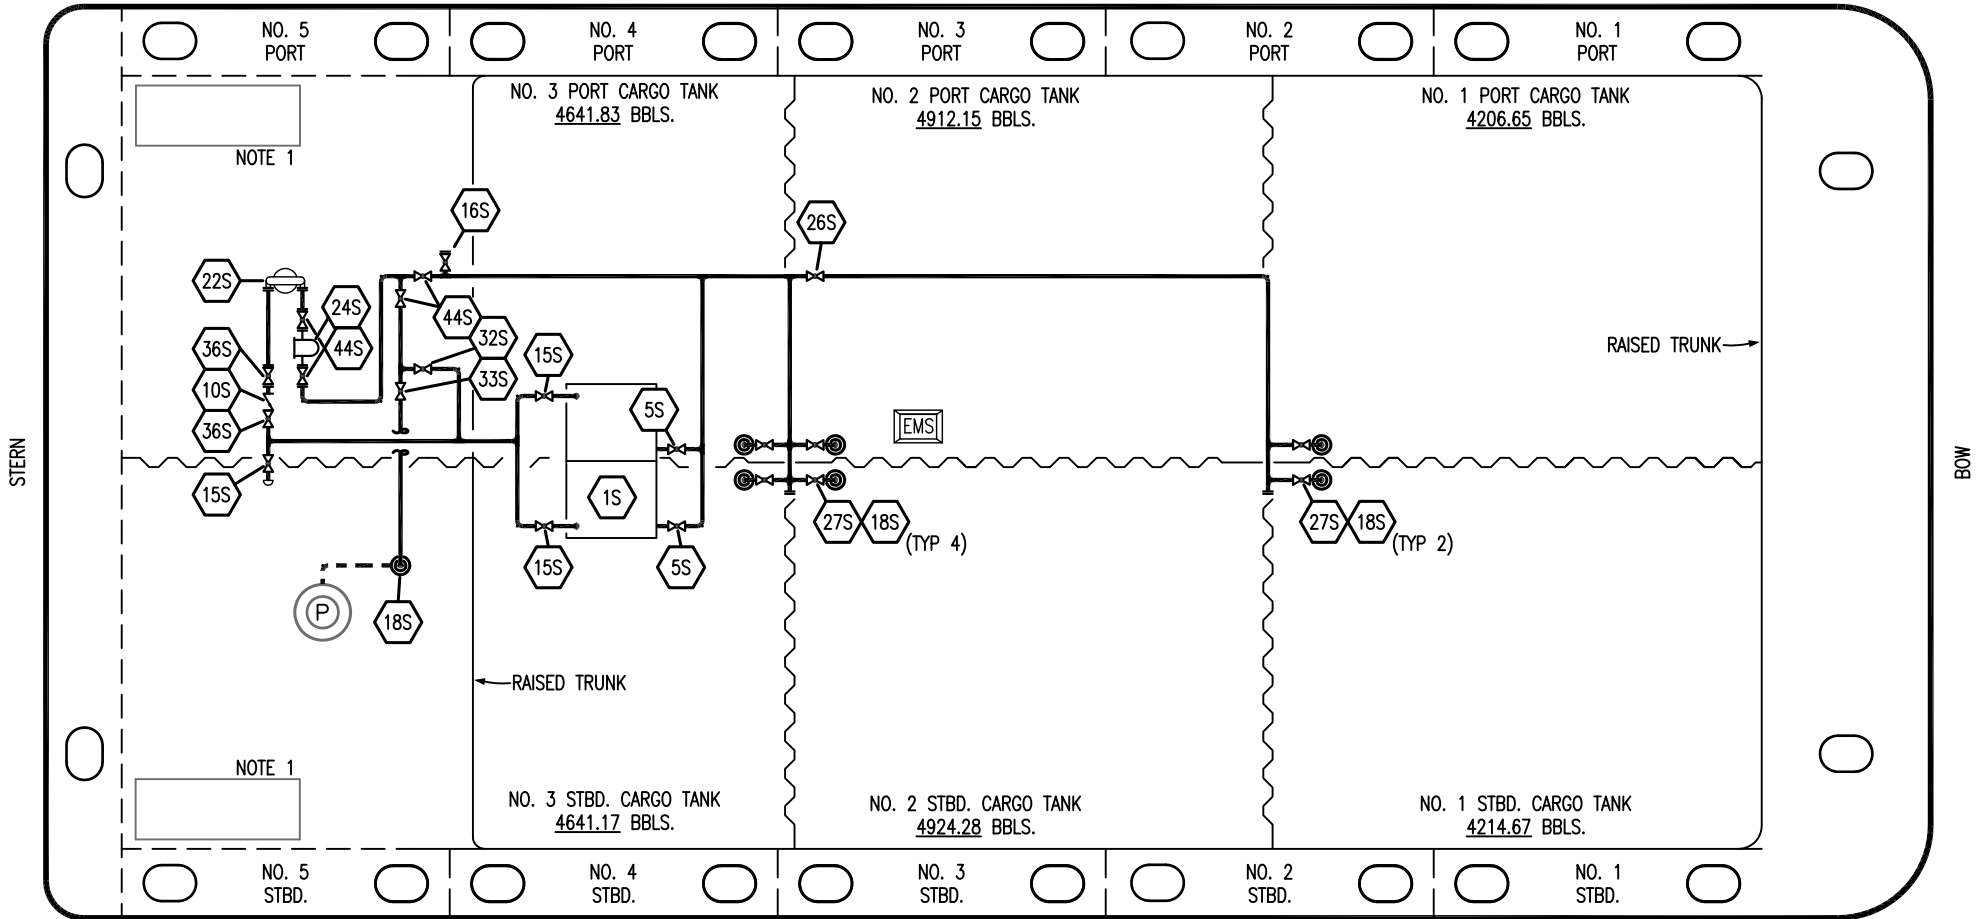 NO. 5
PORT
NO. 4
PORT
NO. 3
PORT
NO. 2
PORT
NO. 1
PORT
NO. 3 PORT CARGO TANK
4641.83 BBLS.
NO. 2 PORT CARGO TANK
4912.15 BBLS.
NO. 1 PORT CARGO TANK
4206.65 BBLS.
NOTE 1
16S
26S
22S
24S
44S
44S
32S
33S
36S
10S
36S
15S
15S
5S
1S
15S
5S
EMS
RAISED TRUNK
STERN
BOW
27S
18S
(TYP 4)
27S
18S
(TYP 2)
P
18S
RAISED TRUNK
NOTE 1
NO. 3 STBD. CARGO TANK
4641.17 BBLS.
NO. 2 STBD. CARGO TANK
4924.28 BBLS.
NO. 1 STBD. CARGO TANK
4214.67 BBLS.
NO. 5
STBD.
NO. 4
STBD.
NO. 3
STBD.
NO. 2
STBD.
NO. 1
STBD.